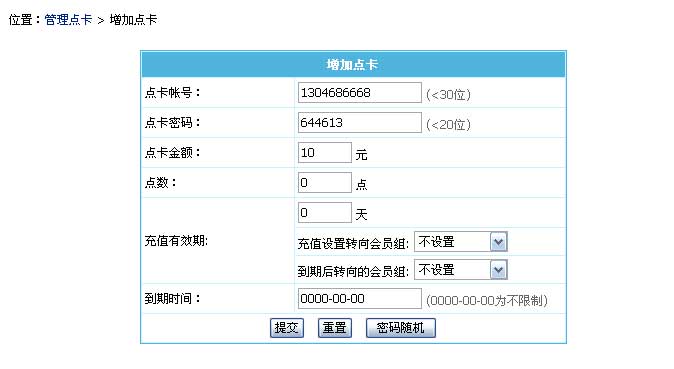 位置：管理点卡 > 增加点卡
增加点卡
点卡帐号： 1304686668 (<30位)
点卡密码： 644613 (<20位)
点卡金额： 10 元
点数： 0 点
0 天
充值有效期:
充值设置转向会员组: 不设置
到期后转向的会员组: 不设置
到期时间： 0000-00-00 (0000-00-00为不限制)
提交 重置 密码随机